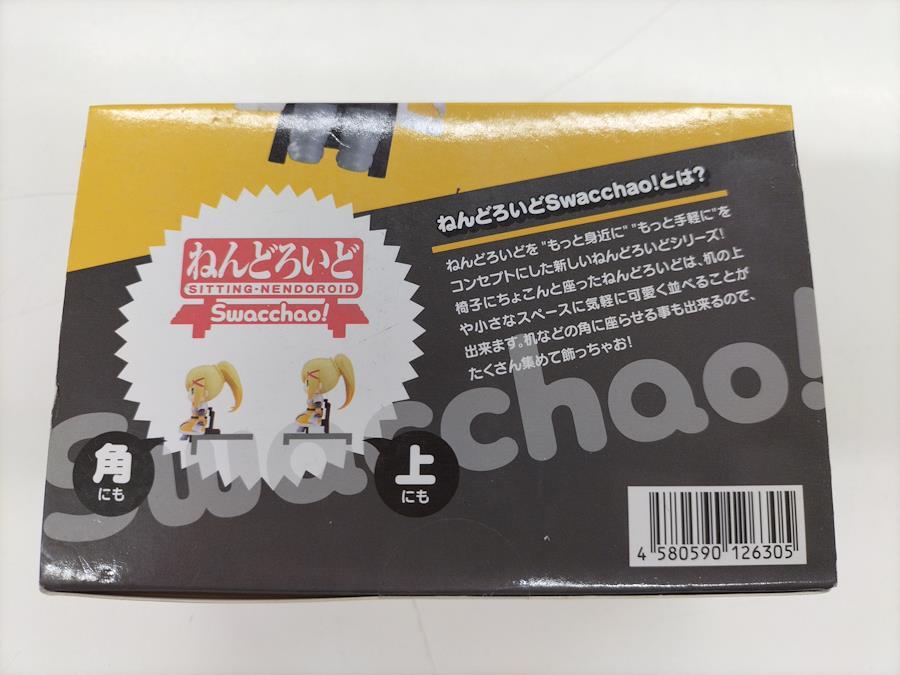 ねんどろいどSwacchao!とは?
ねんどろいどを"もっと身近に" "もっと手軽に"を
コンセプトにした新しいねんどろいどシリーズ!
椅子にちょこんと座ったねんどろいどは、机の上
や小さなスペースに気軽に可愛く並べることが
出来ます。机などの角に座らせる事も出来るので、
たくさん集めて飾っちゃお!
ねんどろいど
SITTING-NENDOROID
Swacchao!
角
にも
上
にも
Swacchao!
4 580590 126305